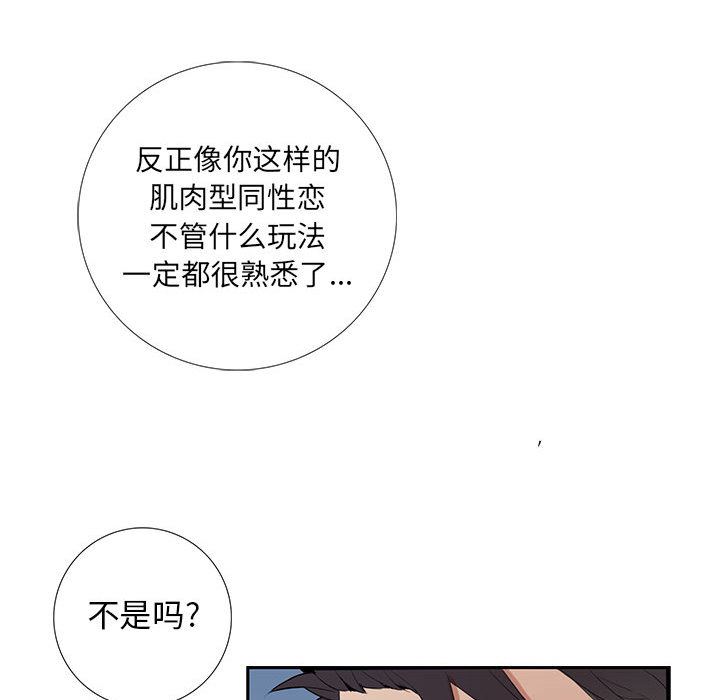 反正像你这样的
肌肉型同性恋
不管什么玩法
一定都很熟悉了...
不是吗?